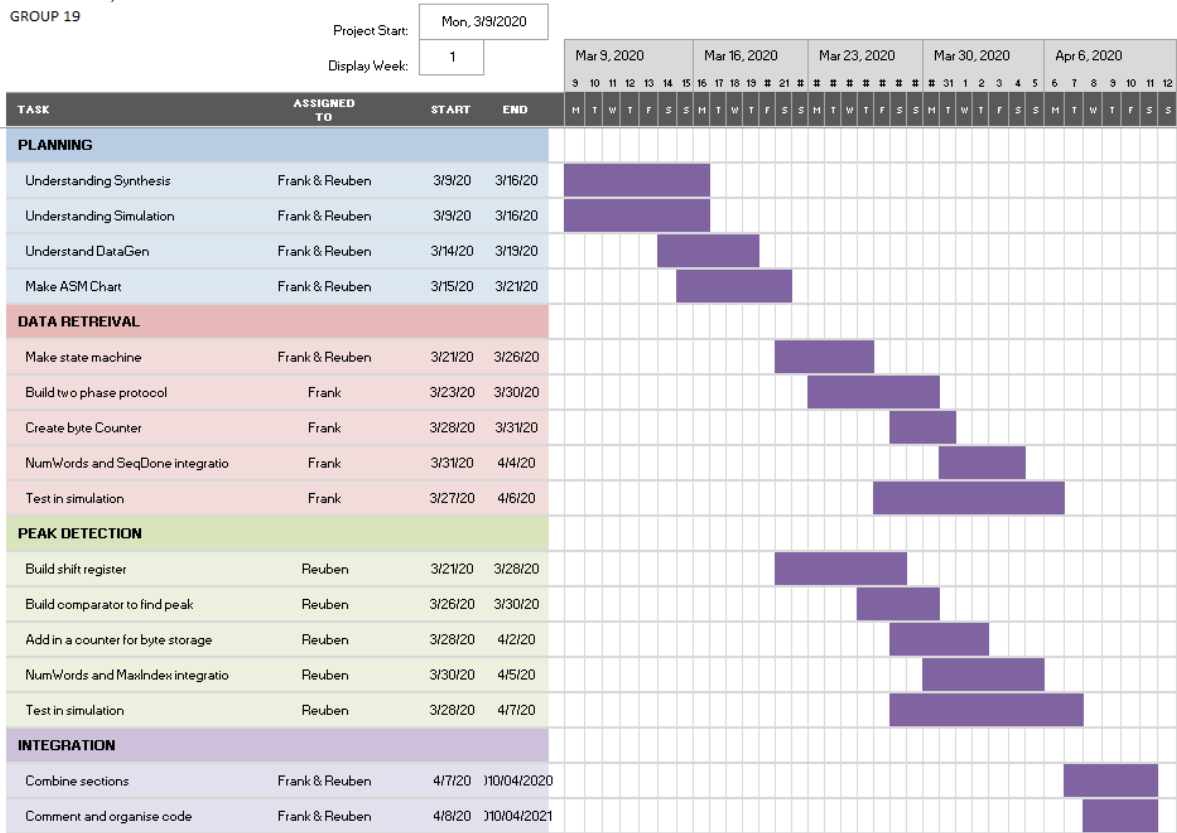 GROUP 19
Project Start: Mon, 3/9/2020
Display Week: 1
Mar 9, 2020 Mar 16, 2020 Mar 23, 2020 Mar 30, 2020 Apr 6, 2020
9 10 11 12 13 14 15 16 17 18 19 # 21 # # # # # # # # # 31 1 2 3 4 5 6 7 8 9 10 11 12
TASK ASSIGNED TO START END M T W T F S S M T W T F S S M T W T F S S M T W T F S S M T W T F S S
PLANNING
Understanding Synthesis Frank & Reuben 3/9/20 3/16/20
Understanding Simulation Frank & Reuben 3/9/20 3/16/20
Understand DataGen Frank & Reuben 3/14/20 3/19/20
Make ASM Chart Frank & Reuben 3/15/20 3/21/20
DATA RETREIVAL
Make state machine Frank & Reuben 3/21/20 3/26/20
Build two phase protocol Frank 3/23/20 3/30/20
Create byte Counter Frank 3/28/20 3/31/20
NumWords and SeqDone integratio Frank 3/31/20 4/4/20
Test in simulation Frank 3/27/20 4/6/20
PEAK DETECTION
Build shift register Reuben 3/21/20 3/28/20
Build comparator to find peak Reuben 3/26/20 3/30/20
Add in a counter for byte storage Reuben 3/28/20 4/2/20
NumWords and MaxIndex integratio Reuben 3/30/20 4/5/20
Test in simulation Reuben 3/28/20 4/7/20
INTEGRATION
Combine sections Frank & Reuben 4/7/20 )10/04/2020
Comment and organise code Frank & Reuben 4/8/20 )10/04/2021